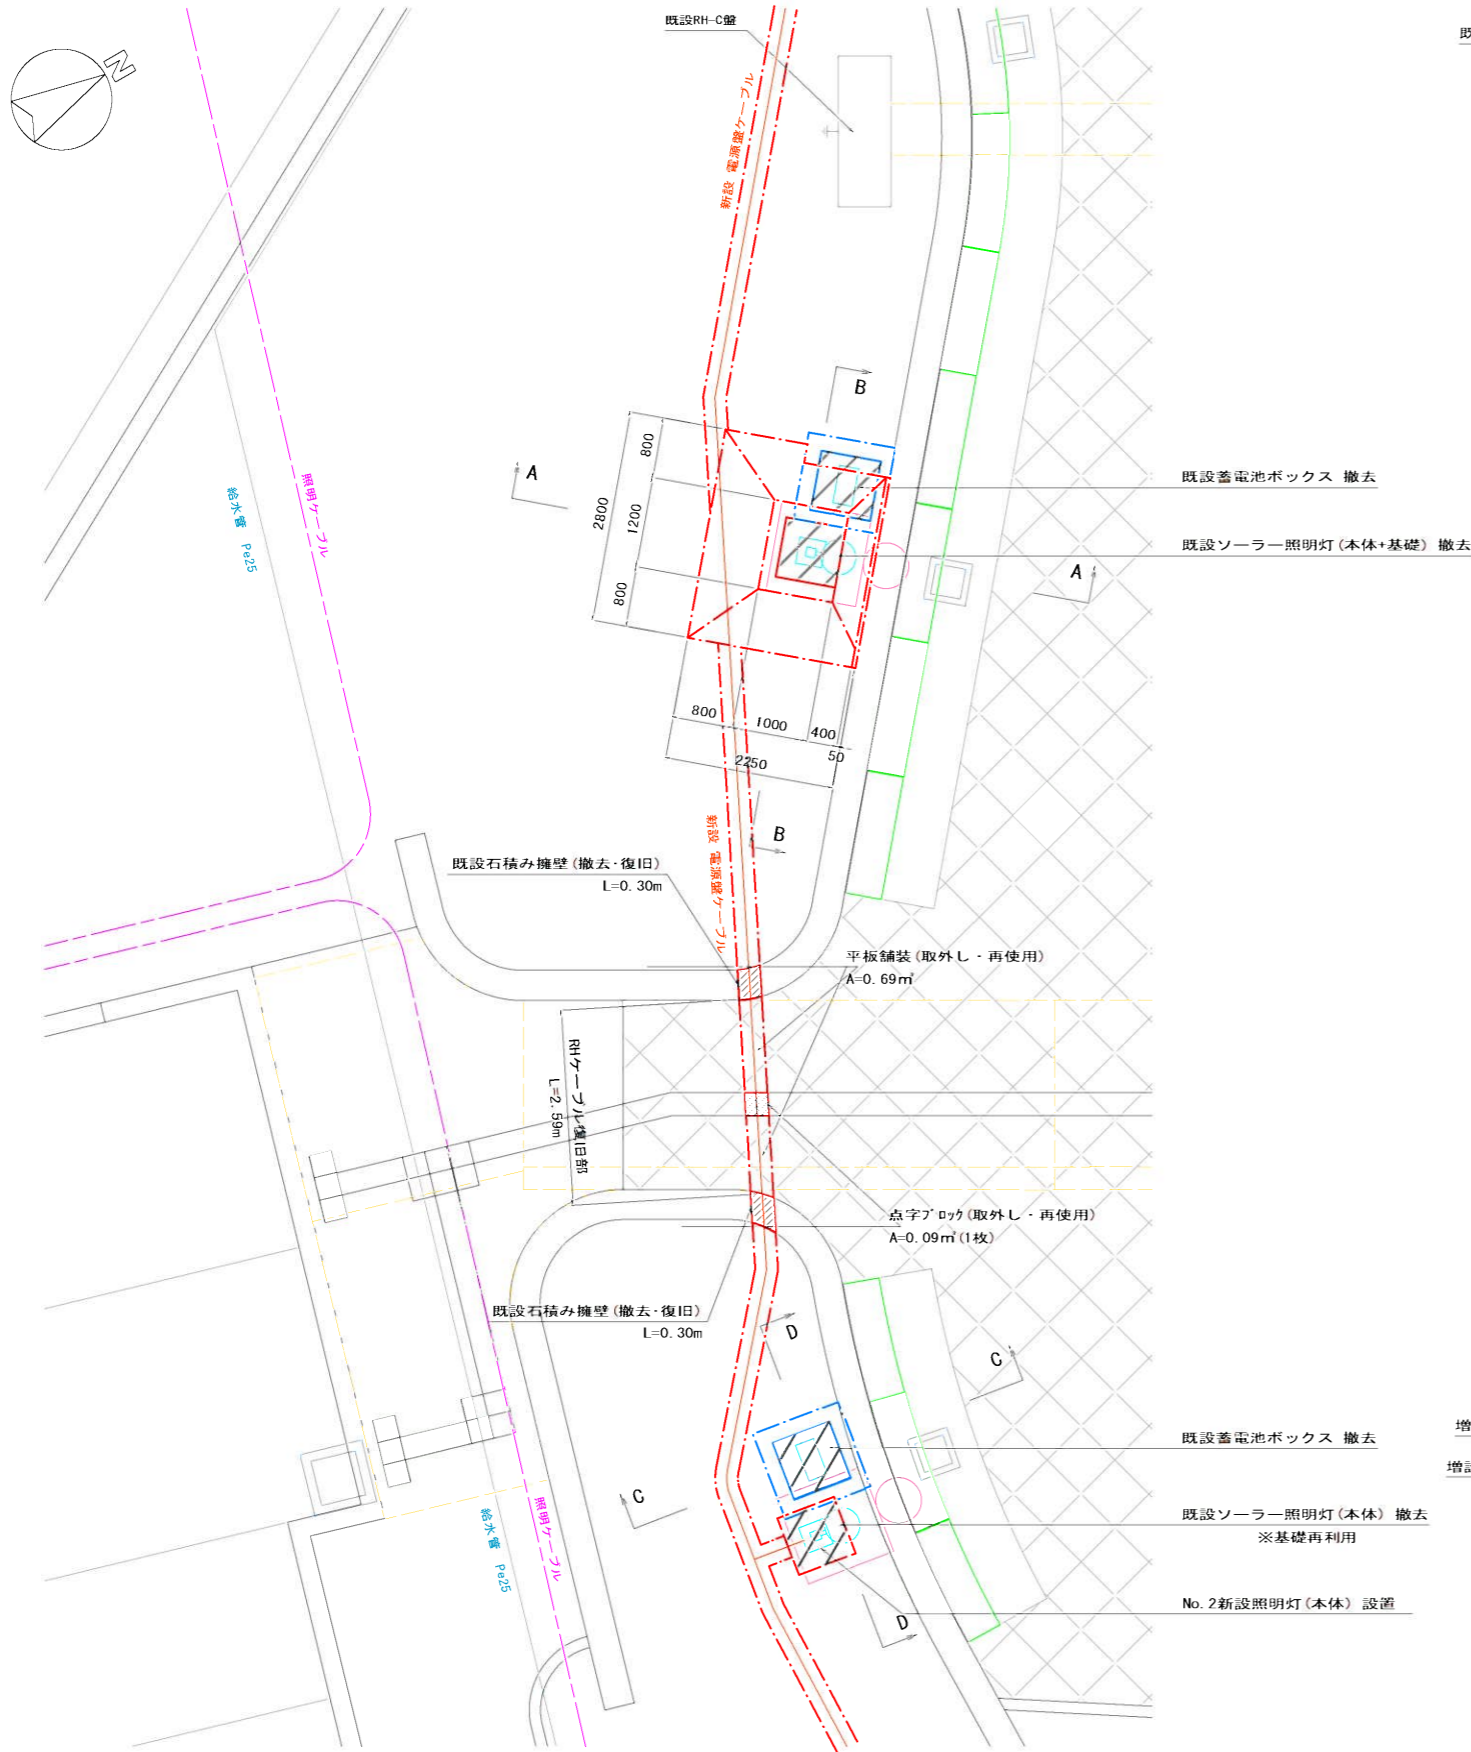 既設RH-C盤
既
N
新設 電源盤ケーブル
B
A
800
2800
1200
800
既設蓄電池ボックス 撤去
既設ソーラー照明灯(本体+基礎) 撤去
A
照明ケーブル
給水管 Pe25
800
1000
400
50
2250
B
新設 電源盤ケーブル
既設石積み擁壁(撤去・復旧)
L=0.30m
平板舗装(取外し・再使用)
A=0.69㎡
RHケーブル復旧部
L=2.59m
点字ブロック(取外し・再使用)
A=0.09㎡(1枚)
既設石積み擁壁(撤去・復旧)
L=0.30m
D
C
既設蓄電池ボックス 撤去
増
増設
C
照明ケーブル
給水管 Pe25
既設ソーラー照明灯(本体) 撤去
※基礎再利用
No.2新設照明灯(本体) 設置
D